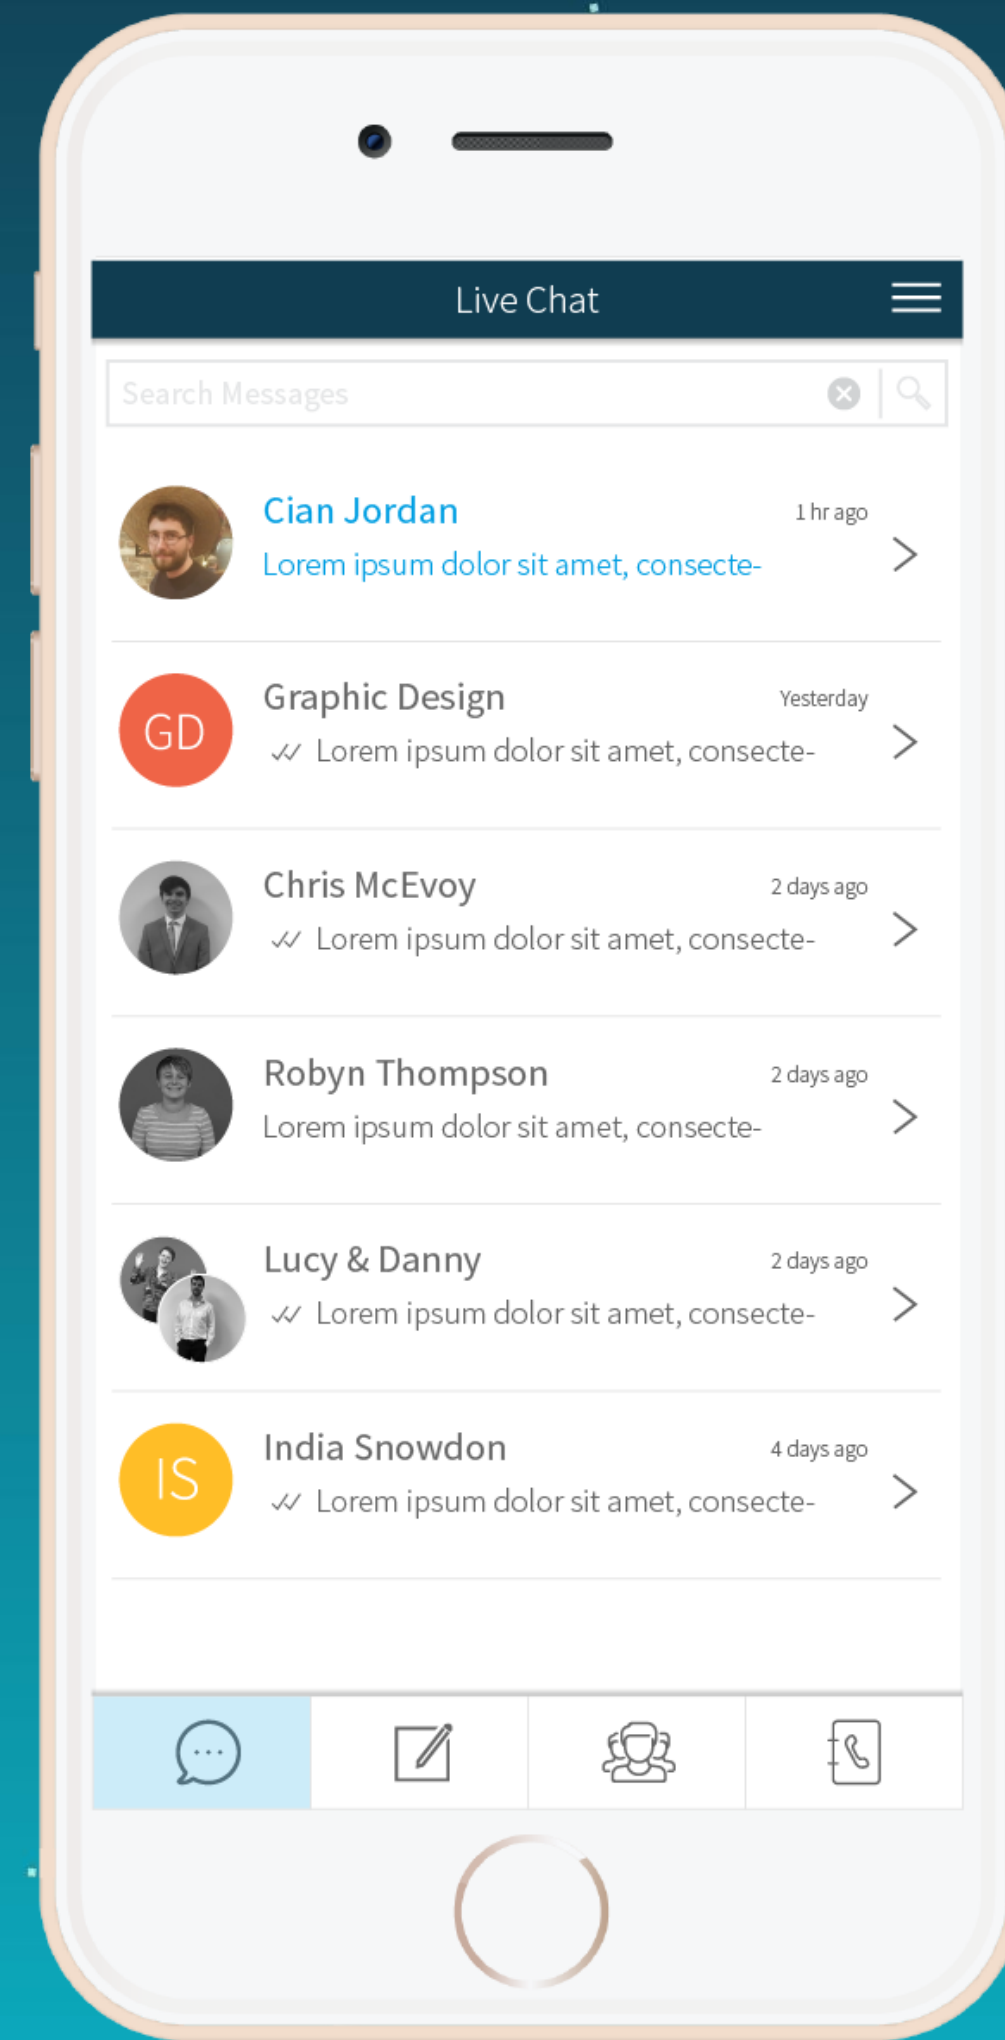 Live Chat
Search Messages
Cian Jordan
1 hr ago
Lorem ipsum dolor sit amet, consecte-
GD
Graphic Design
Yesterday
Lorem ipsum dolor sit amet, consecte-
Chris McEvoy
2 days ago
Lorem ipsum dolor sit amet, consecte-
Robyn Thompson
2 days ago
Lorem ipsum dolor sit amet, consecte-
Lucy & Danny
2 days ago
Lorem ipsum dolor sit amet, consecte-
IS
India Snowdon
4 days ago
Lorem ipsum dolor sit amet, consecte-